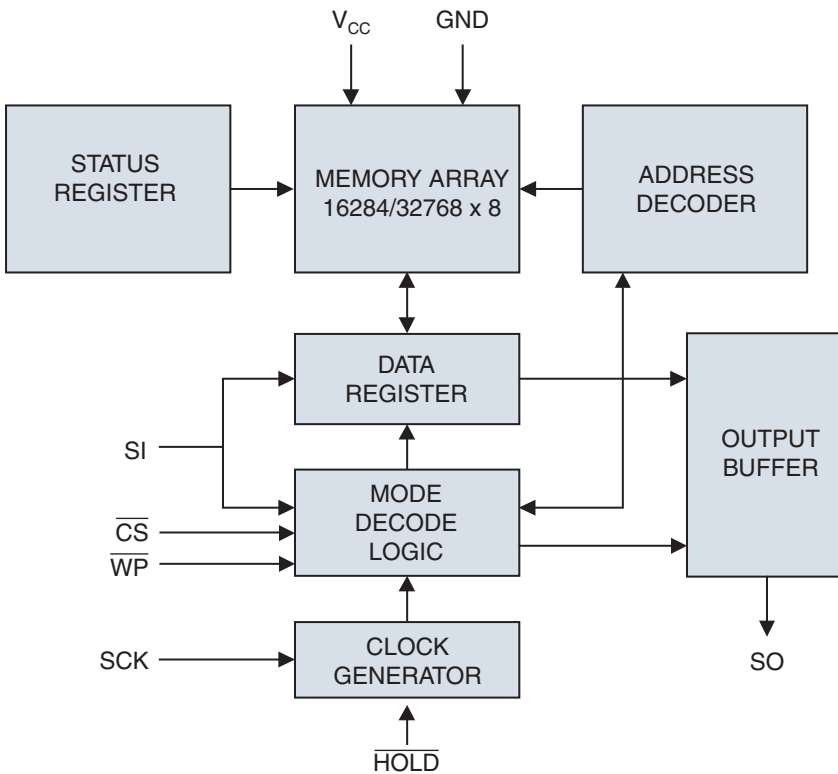 VCC
GND
STATUS
REGISTER
MEMORY ARRAY
16284/32768 x 8
ADDRESS
DECODER
DATA
REGISTER
OUTPUT
BUFFER
SI
MODE
DECODE
LOGIC
CS
WP
SCK
CLOCK
GENERATOR
SO
HOLD